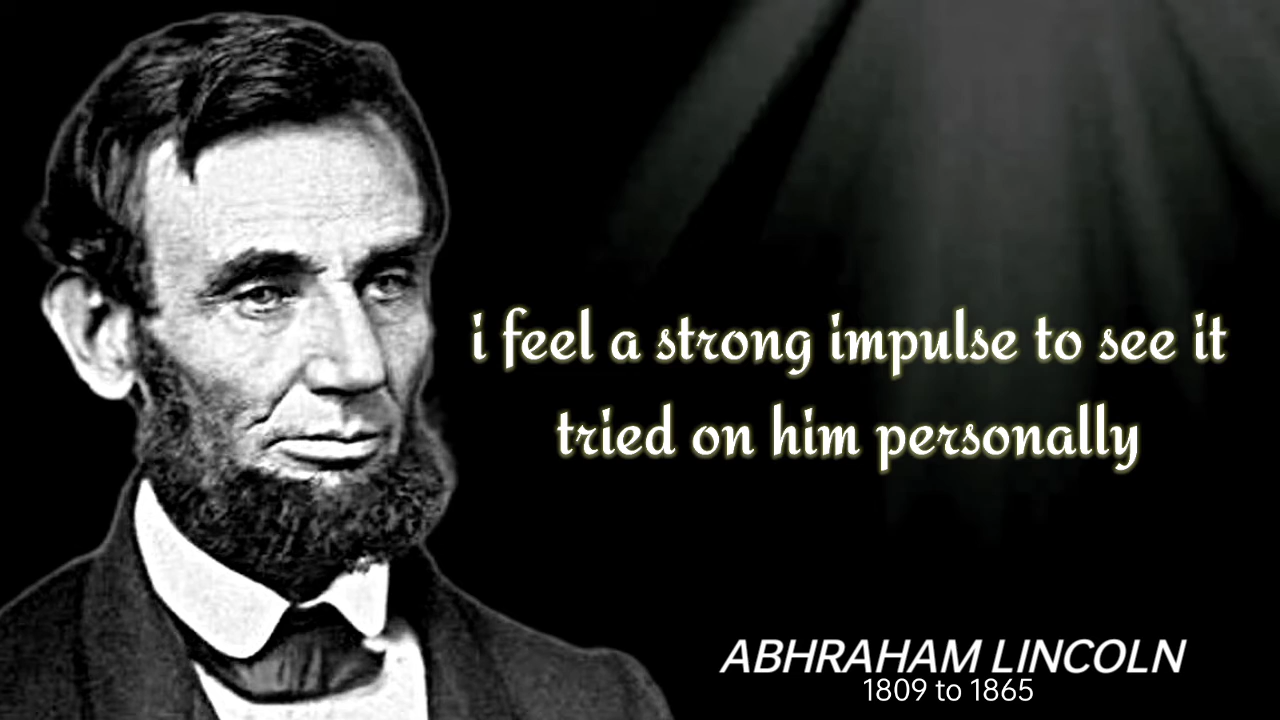 i feel a strong impulse to see it
tried on him personally
ABHRAHAM LINCOLN
1809 to 1865